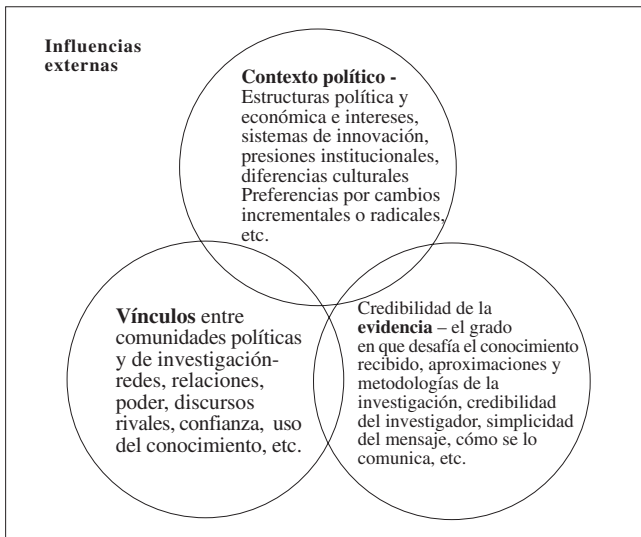 Influencias
externas
Contexto político -
Estructuras política y
económica e intereses,
sistemas de innovación,
presiones institucionales,
diferencias culturales
Preferencias por cambios
incrementales o radicales,
etc.
Vínculos entre
comunidades políticas
y de investigación-
redes, relaciones,
poder, discursos
rivales, confianza, uso
del conocimiento, etc.
Credibilidad de la
evidencia – el grado
en que desafía el conocimiento
recibido, aproximaciones y
metodologías de la
investigación, credibilidad
del investigador, simplicidad
del mensaje, cómo se lo
comunica, etc.